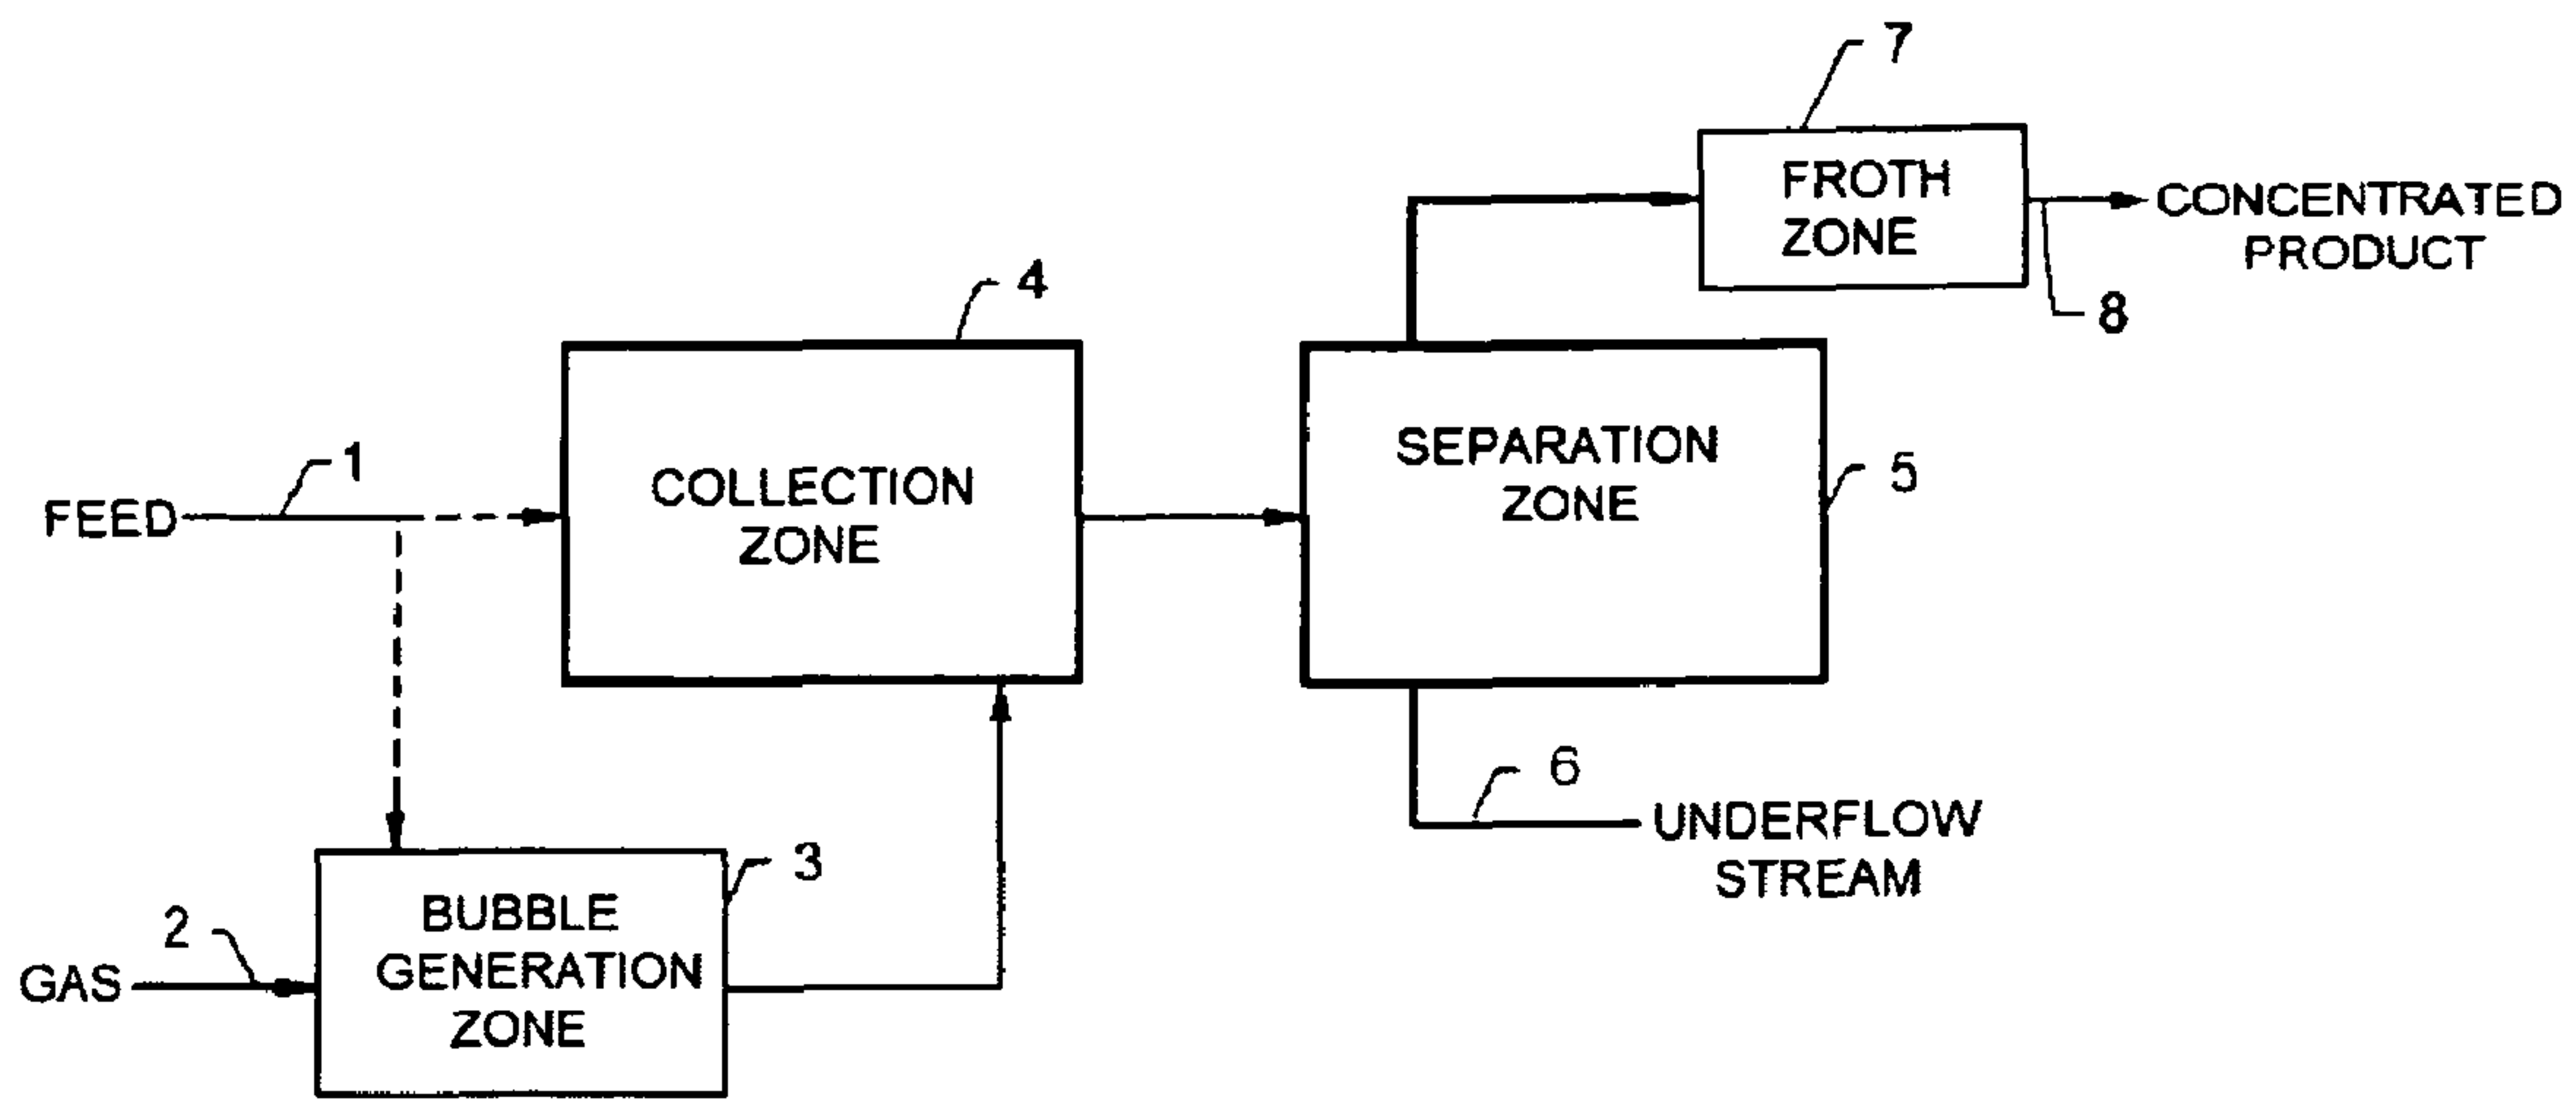 7
FROTH
ZONE
CONCENTRATED
PRODUCT
8
4
COLLECTION
ZONE
SEPARATION
ZONE
5
1
FEED
6
UNDERFLOW
STREAM
3
BUBBLE
GENERATION
ZONE
2
GAS